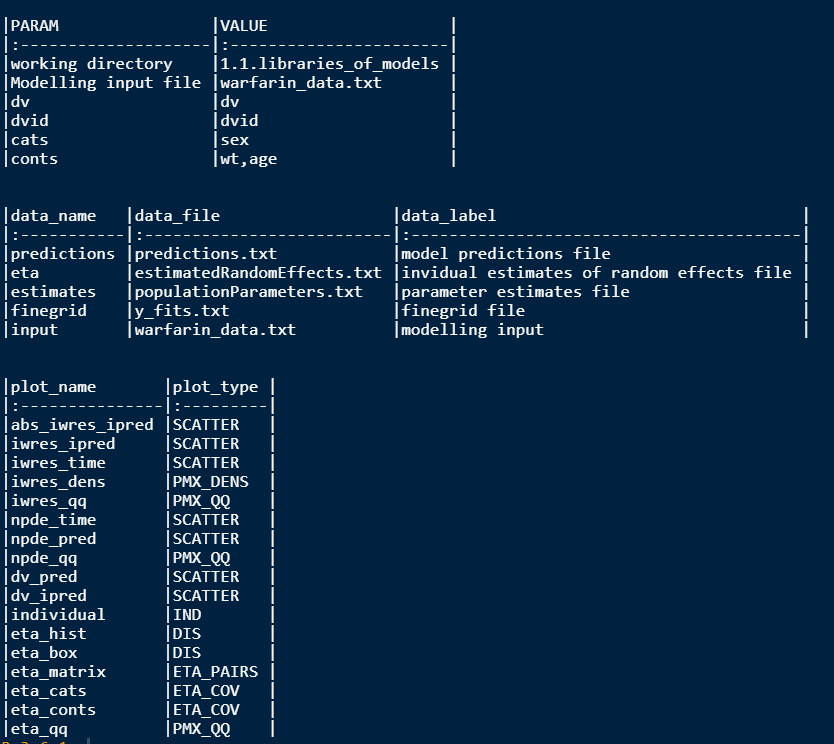 |PARAM                |VALUE                   |
|:--------------------|:-----------------------|
|working directory    |1.1.libraries_of_models |
|Modelling input file |warfarin_data.txt       |
|dv                   |dv                      |
|dvid                 |dvid                    |
|cats                 |sex                     |
|conts                |wt,age                  |
|data_name   |data_file                  |data_label                                |
|:-----------|:--------------------------|:-----------------------------------------|
|predictions |predictions.txt            |model predictions file                    |
|eta         |estimatedRandomEffects.txt |invidual estimates of random effects file |
|estimates   |populationParameters.txt   |parameter estimates file                  |
|finegrid    |y_fits.txt                 |finegrid file                             |
|input       |warfarin_data.txt          |modelling input                           |
|plot_name       |plot_type |
|:---------------|:---------|
|abs_iwres_ipred |SCATTER   |
|iwres_ipred     |SCATTER   |
|iwres_time      |SCATTER   |
|iwres_dens      |PMX_DENS  |
|iwres_qq        |PMX_QQ    |
|npde_time       |SCATTER   |
|npde_pred       |SCATTER   |
|npde_qq         |PMX_QQ    |
|dv_pred         |SCATTER   |
|dv_ipred        |SCATTER   |
|individual      |IND       |
|eta_hist        |DIS       |
|eta_box         |DIS       |
|eta_matrix      |ETA_PAIRS |
|eta_cats        |ETA_COV   |
|eta_conts       |ETA_COV   |
|eta_qq          |PMX_QQ    |